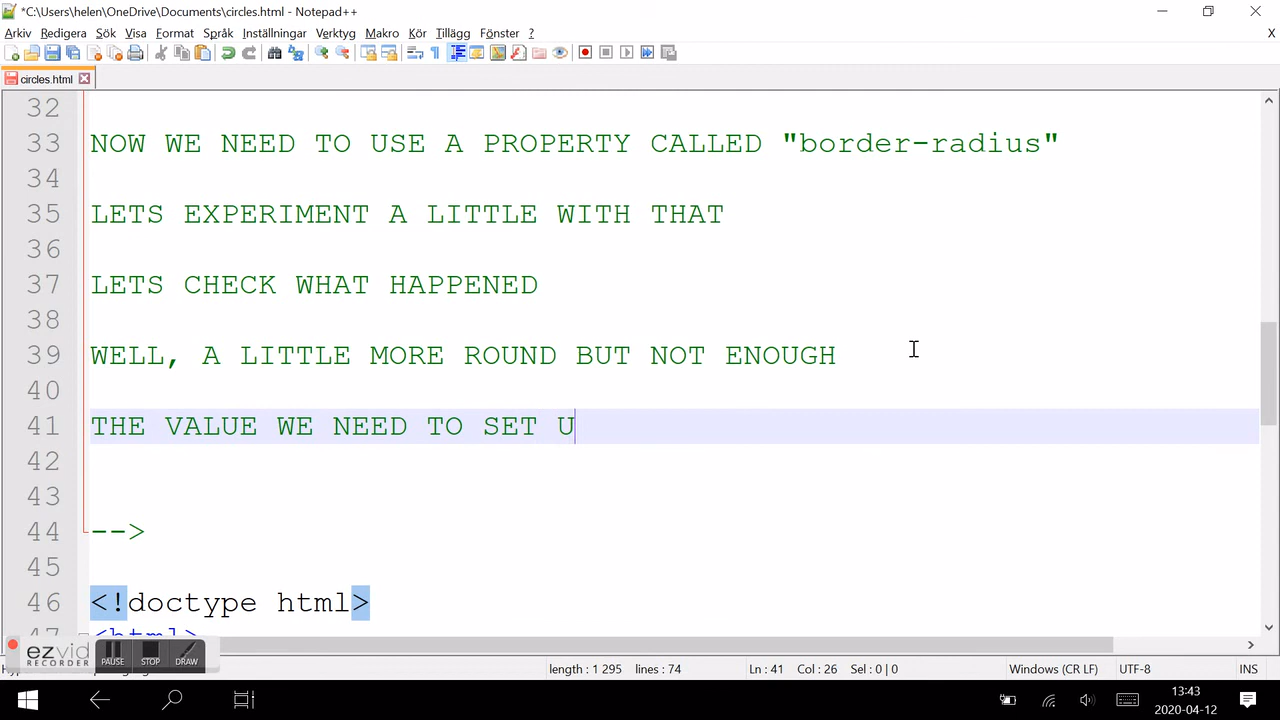 *C:\Users\helen\OneDrive\Documents\circles.html - Notepad++
Arkiv Redigera Sök Visa Format Språk Inställningar Verktyg Makro Kör Tillägg Fönster ? X
circles.html
32
33 NOW WE NEED TO USE A PROPERTY CALLED "border-radius"
34
35 LETS EXPERIMENT A LITTLE WITH THAT
36
37 LETS CHECK WHAT HAPPENED
38
39 WELL, A LITTLE MORE ROUND BUT NOT ENOUGH
40
41 THE VALUE WE NEED TO SET U
42
43
44 -->
45
46 <!doctype html>
47 <html>
ezvid
RECORDER
PAUSE STOP DRAW
length : 1 295 lines : 74 Ln : 41 Col : 26 Sel : 0 | 0 Windows (CR LF) UTF-8 INS
13:43
2020-04-12